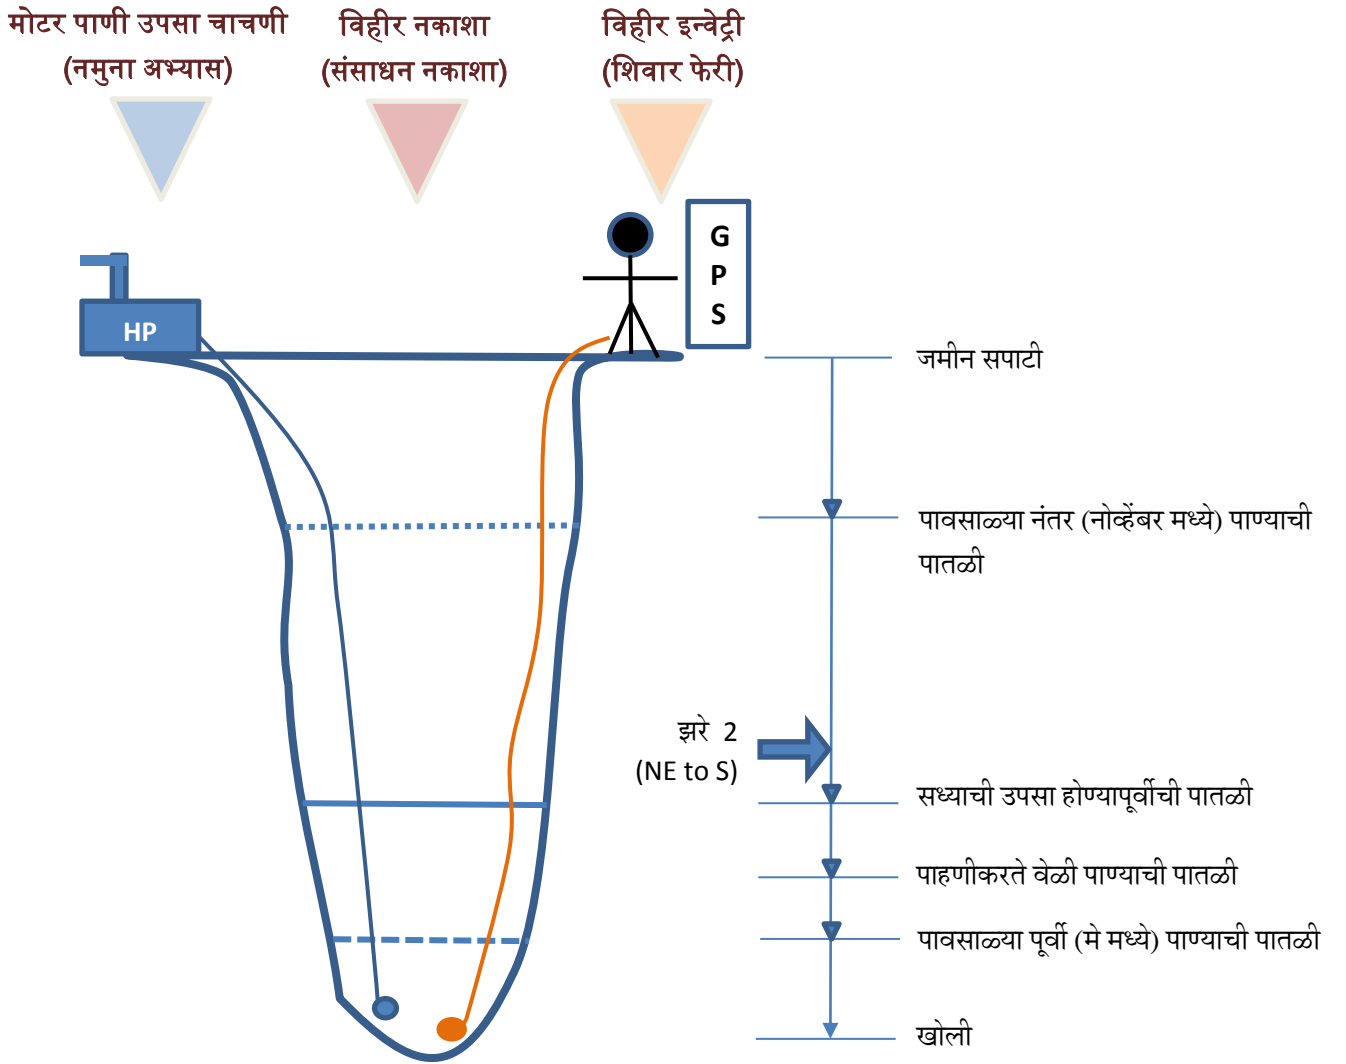 मोटर पाणी उपसा चाचणी
(नमुना अभ्यास)
विहीर नकाशा
(संसाधन नकाशा)
विहीर इन्वेट्री
(शिवार फेरी)
G
P
S
HP
जमीन सपाटी
पावसाळ्या नंतर (नोव्हेंबर मध्ये) पाण्याची
पातळी
झरे 2
(NE to S)
सध्याची उपसा होण्यापूर्वीची पातळी
पाहणीकरते वेळी पाण्याची पातळी
पावसाळ्या पूर्वी (मे मध्ये) पाण्याची पातळी
खोली